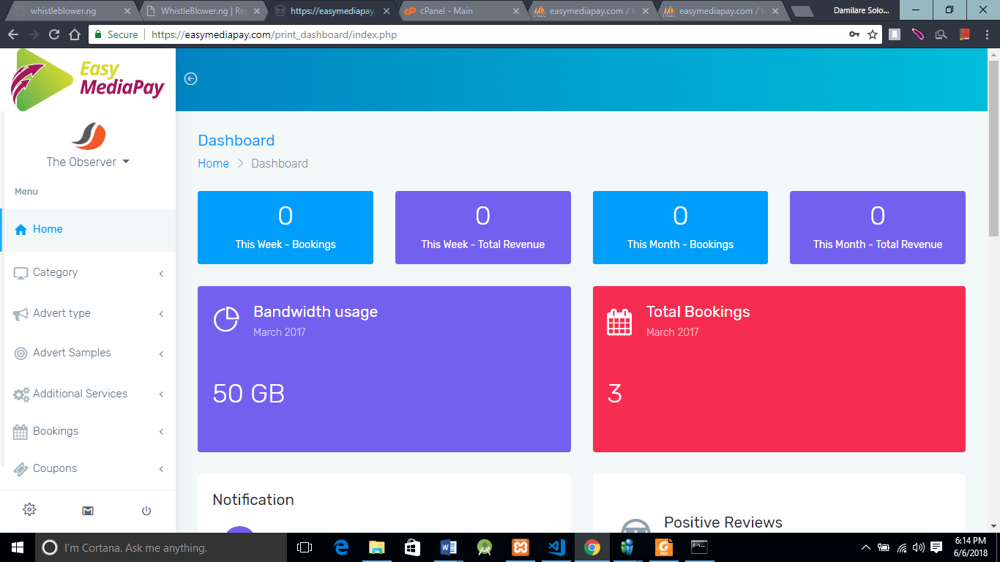 whistleblower.ng
WhistleBlower.ng | Re
https://easymediapay.
cPanel - Main
easymediapay.com / l
easymediapay.com / l
Damilare Solo...
Secure
https://easymediapay.com/print_dashboard/index.php
Easy
MediaPay
The Observer
Menu
Home
Category
Advert type
Advert Samples
Additional Services
Bookings
Coupons
Dashboard
Home > Dashboard
0
This Week - Bookings
0
This Week - Total Revenue
0
This Month - Bookings
0
This Month - Total Revenue
Bandwidth usage
March 2017
50 GB
Total Bookings
March 2017
3
Notification
Positive Reviews
I'm Cortana. Ask me anything.
6:14 PM
6/6/2018